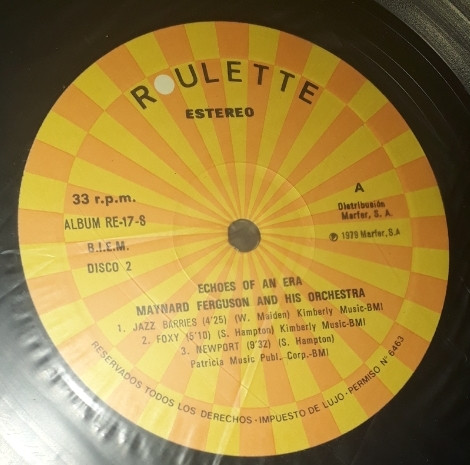 ROULETTE
ESTEREO
33 r.p.m.
ALBUM RE-17-S
B.I.E.M.
DISCO 2
A
Distribución
Marfer, S. A.
℗ 1979 Marfer, S.A
ECHOES OF AN ERA
MAYNARD FERGUSON AND HIS ORCHESTRA
1. JAZZ BARRIES (4'25) (W. Maiden) Kimberly Music-BMI
2. FOXY (5'10) (S. Hampton) Kimberly Music-BMI
3. NEWPORT (9'32) (S. Hampton)
Patricia Music Publ. Corp.-BMI
RESERVADOS TODOS LOS DERECHOS - IMPUESTO DE LUJO - PERMISO Nº 6463